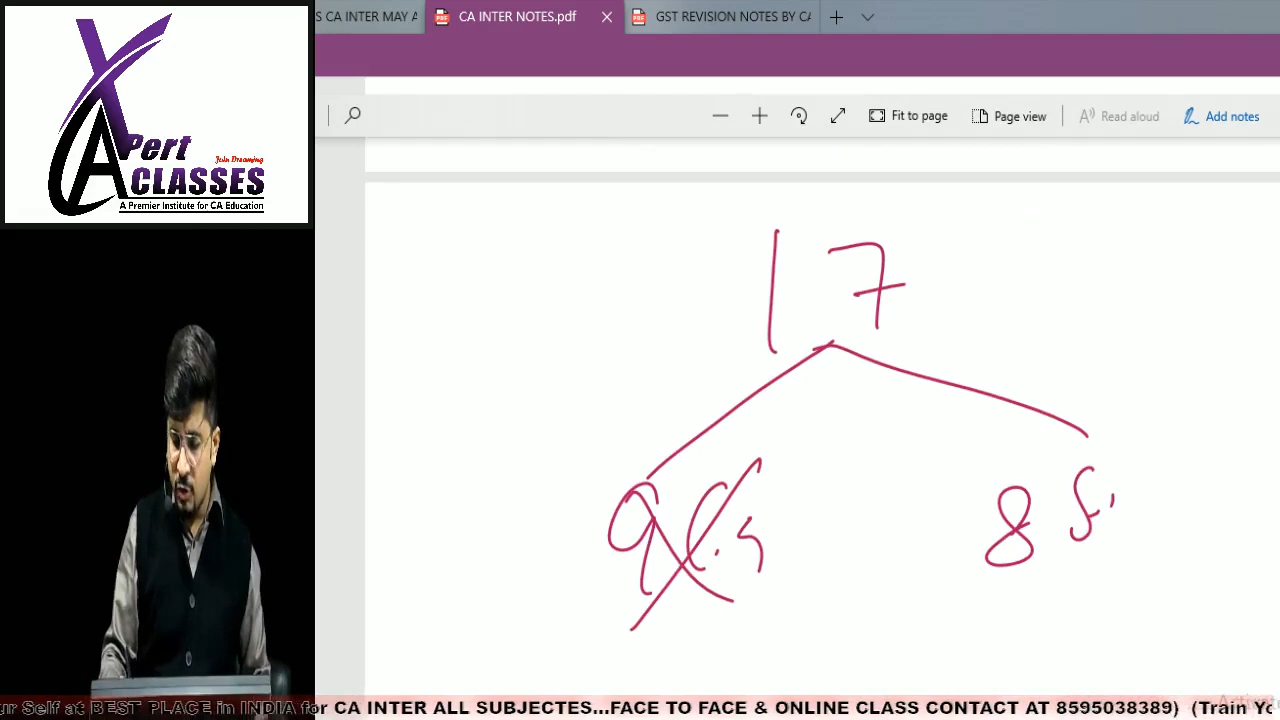 S CA INTER MAY A
CA INTER NOTES.pdf
GST REVISION NOTES BY CA
Fit to page
Page view
Read aloud
Add notes
XPert
Join Dreaming
CA CLASSES
A Premier Institute for CA Education
17
9
8
ur Self at BEST PLACE in INDIA for CA INTER ALL SUBJECTES...FACE TO FACE & ONLINE CLASS CONTACT AT 8595038389) (Train Yo